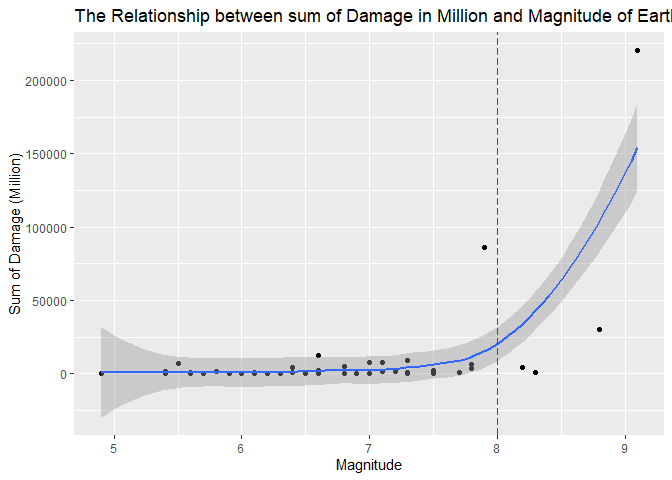 The Relationship between sum of Damage in Million and Magnitude of
Sum of Damage (Million)
200000
150000
100000
50000
0
5 6 7 8 9
Magnitude